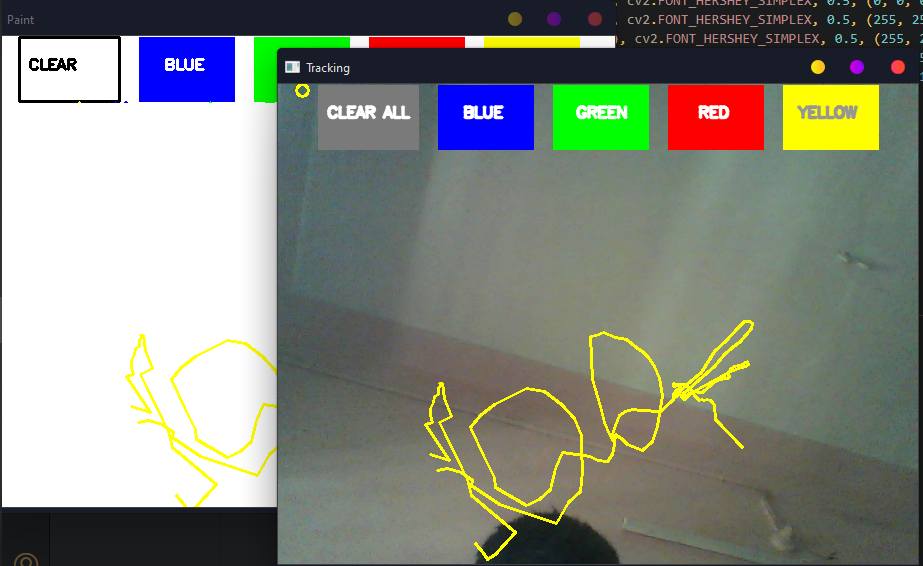 Paint
cv2.FONT_HERSHEY_SIMPLEX, 0.5, (0, 0, 0
cv2.FONT_HERSHEY_SIMPLEX, 0.5, (255, 25
), cv2.FONT_HERSHEY_SIMPLEX, 0.5, (255, 2
CLEAR
BLUE
Tracking
CLEAR ALL
BLUE
GREEN
RED
YELLOW